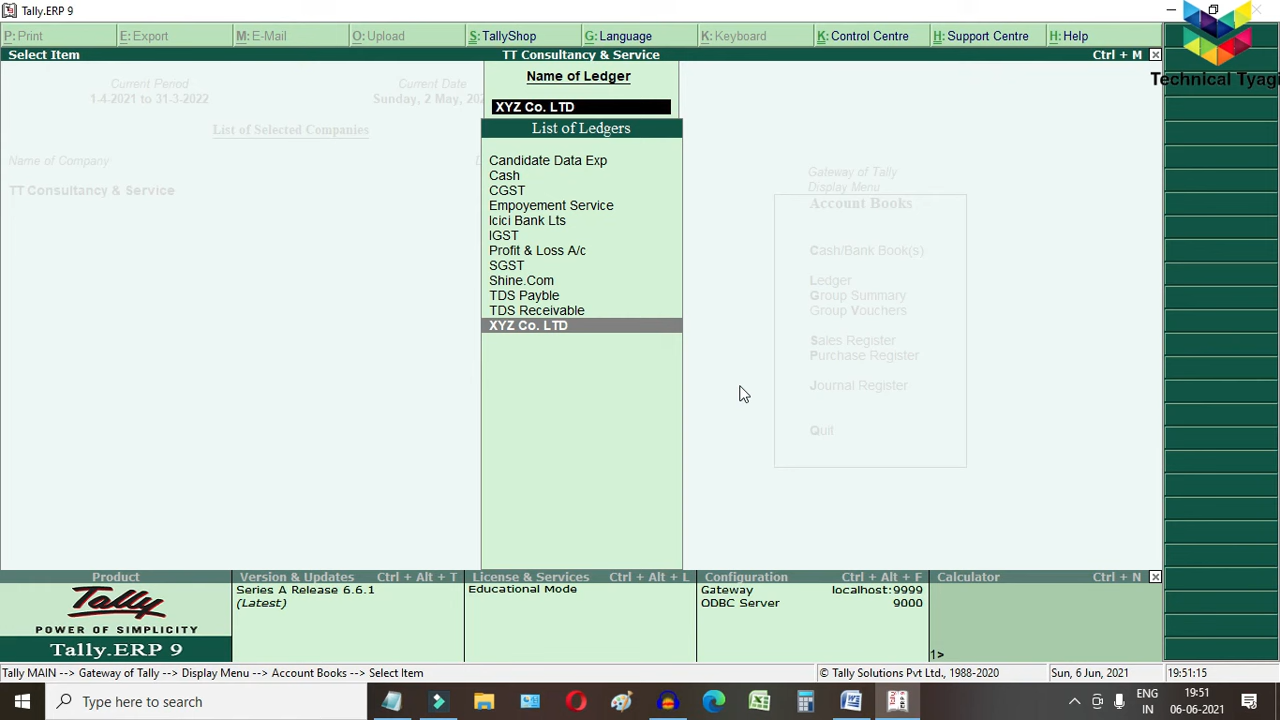 Tally.ERP 9
P: Print
E: Export
M: E-Mail
O: Upload
S: TallyShop
G: Language
K: Keyboard
K: Control Centre
H: Support Centre
H: Help
Select Item
TT Consultancy & Service
Ctrl + M
Technical Tyagi
Current Period
1-4-2021 to 31-3-2022
Current Date
Sunday, 2 May, 202
List of Selected Companies
Name of Company
TT Consultancy & Service
Name of Ledger
XYZ Co. LTD
List of Ledgers
Candidate Data Exp
Cash
CGST
Empoyement Service
Icici Bank Lts
IGST
Profit & Loss A/c
SGST
Shine.Com
TDS Payble
TDS Receivable
XYZ Co. LTD
Gateway of Tally
Display Menu
Account Books
Cash/Bank Book(s)
Ledger
Group Summary
Group Vouchers
Sales Register
Purchase Register
Journal Register
Quit
Product
Tally
POWER OF SIMPLICITY
Tally.ERP 9
Version & Updates Ctrl + Alt + T
Series A Release 6.6.1
(Latest)
License & Services Ctrl + Alt + L
Educational Mode
Configuration Ctrl + Alt + F
Gateway localhost:9999
ODBC Server 9000
Calculator Ctrl + N
1>
Tally MAIN --> Gateway of Tally --> Display Menu --> Account Books --> Select Item
© Tally Solutions Pvt Ltd., 1988-2020
Sun, 6 Jun, 2021
19:51:15
Type here to search
ENG
IN
19:51
06-06-2021